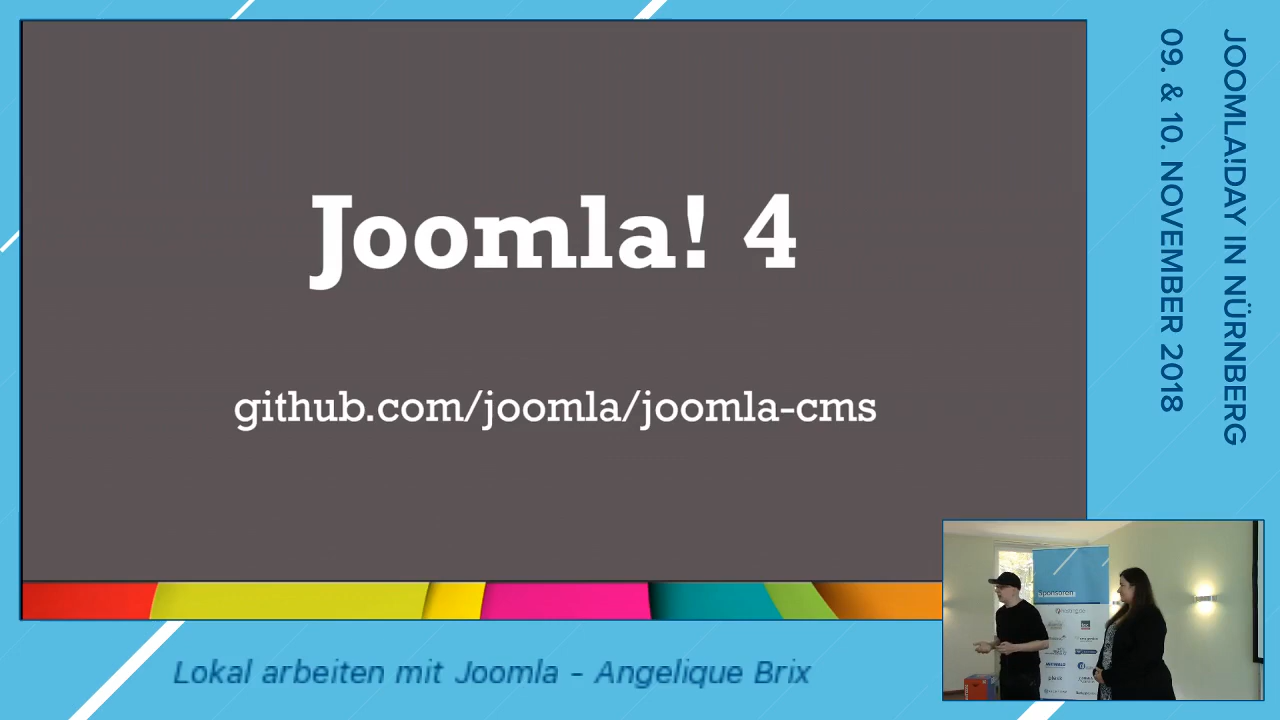 Joomla! 4
github.com/joomla/joomla-cms
JOOMLA!DAY IN NÜRNBERG
09. & 10. NOVEMBER 2018
Sponsoren
Lokal arbeiten mit Joomla - Angelique Brix